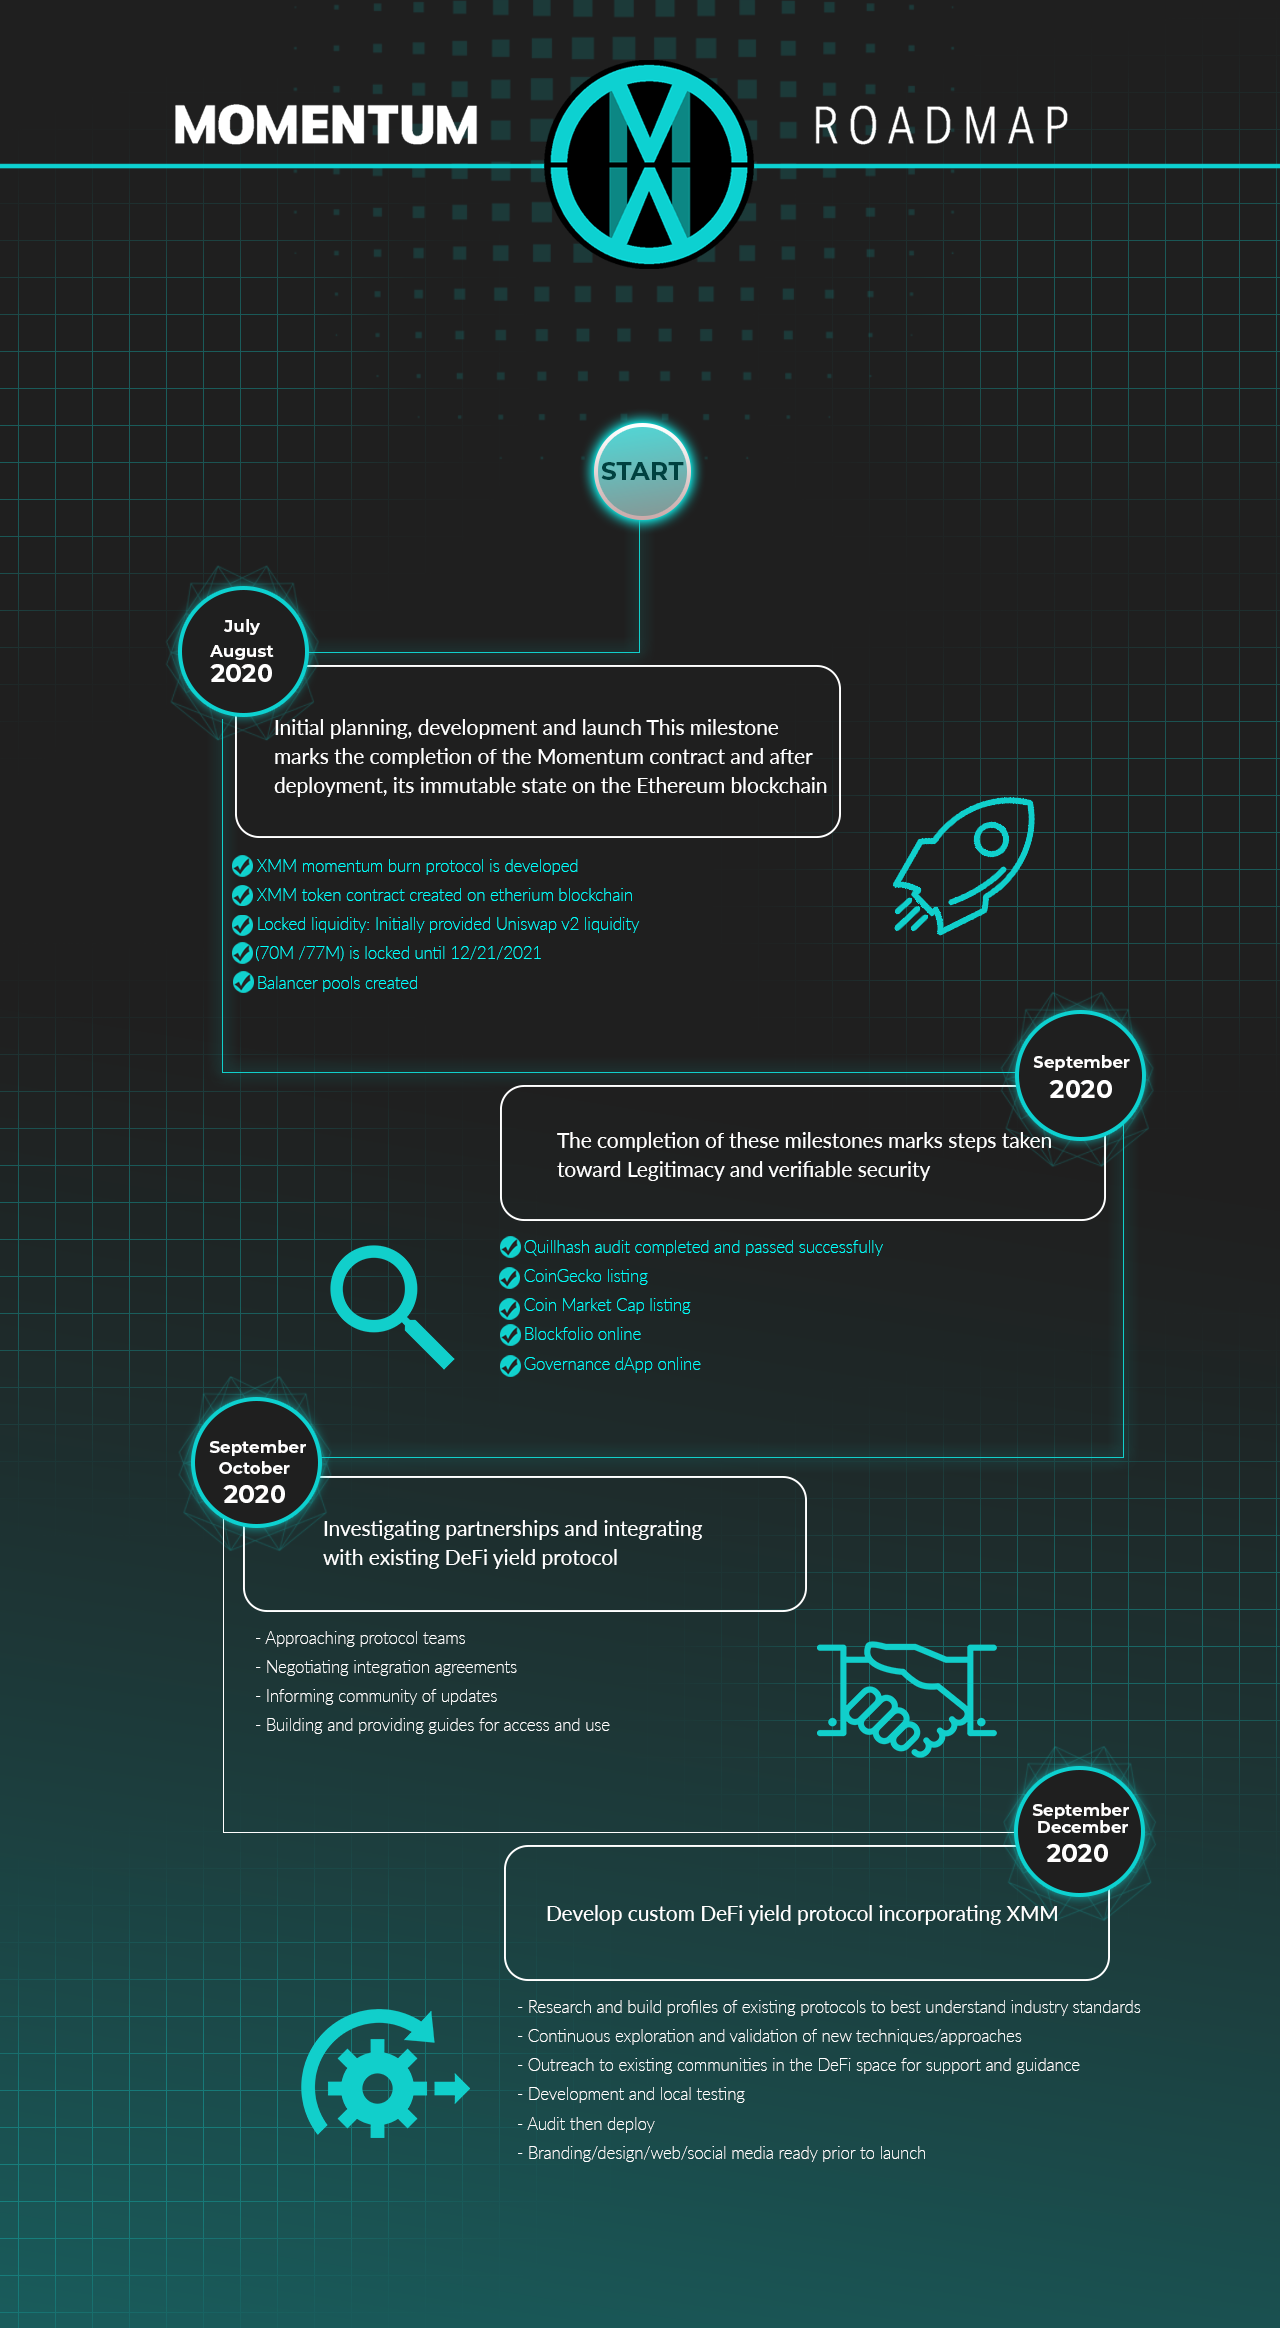 MOMENTUM
ROADMAP
START
July
August
2020
Initial planning, development and launch This milestone
marks the completion of the Momentum contract and after
deployment, its immutable state on the Ethereum blockchain
XMM momentum burn protocol is developed
XMM token contract created on etherium blockchain
Locked liquidity: Initially provided Uniswap v2 liquidity
(70M /77M) is locked until 12/21/2021
Balancer pools created
September
2020
The completion of these milestones marks steps taken
toward Legitimacy and verifiable security
Quillhash audit completed and passed successfully
CoinGecko listing
Coin Market Cap listing
Blockfolio online
Governance dApp online
September
October
2020
Investigating partnerships and integrating
with existing DeFi yield protocol
- Approaching protocol teams
- Negotiating integration agreements
- Informing community of updates
- Building and providing guides for access and use
September
December
2020
Develop custom DeFi yield protocol incorporating XMM
- Research and build profiles of existing protocols to best understand industry standards
- Continuous exploration and validation of new techniques/approaches
- Outreach to existing communities in the DeFi space for support and guidance
- Development and local testing
- Audit then deploy
- Branding/design/web/social media ready prior to launch